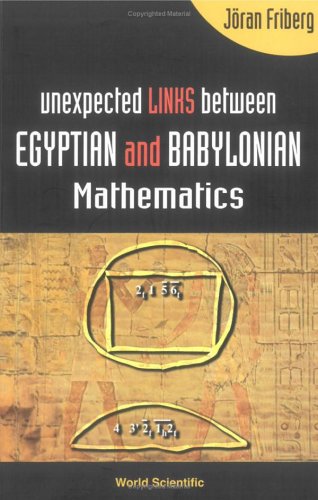 Jöran Friberg
unexpected LINKS between
EGYPTIAN and BABYLONIAN
Mathematics
World Scientific